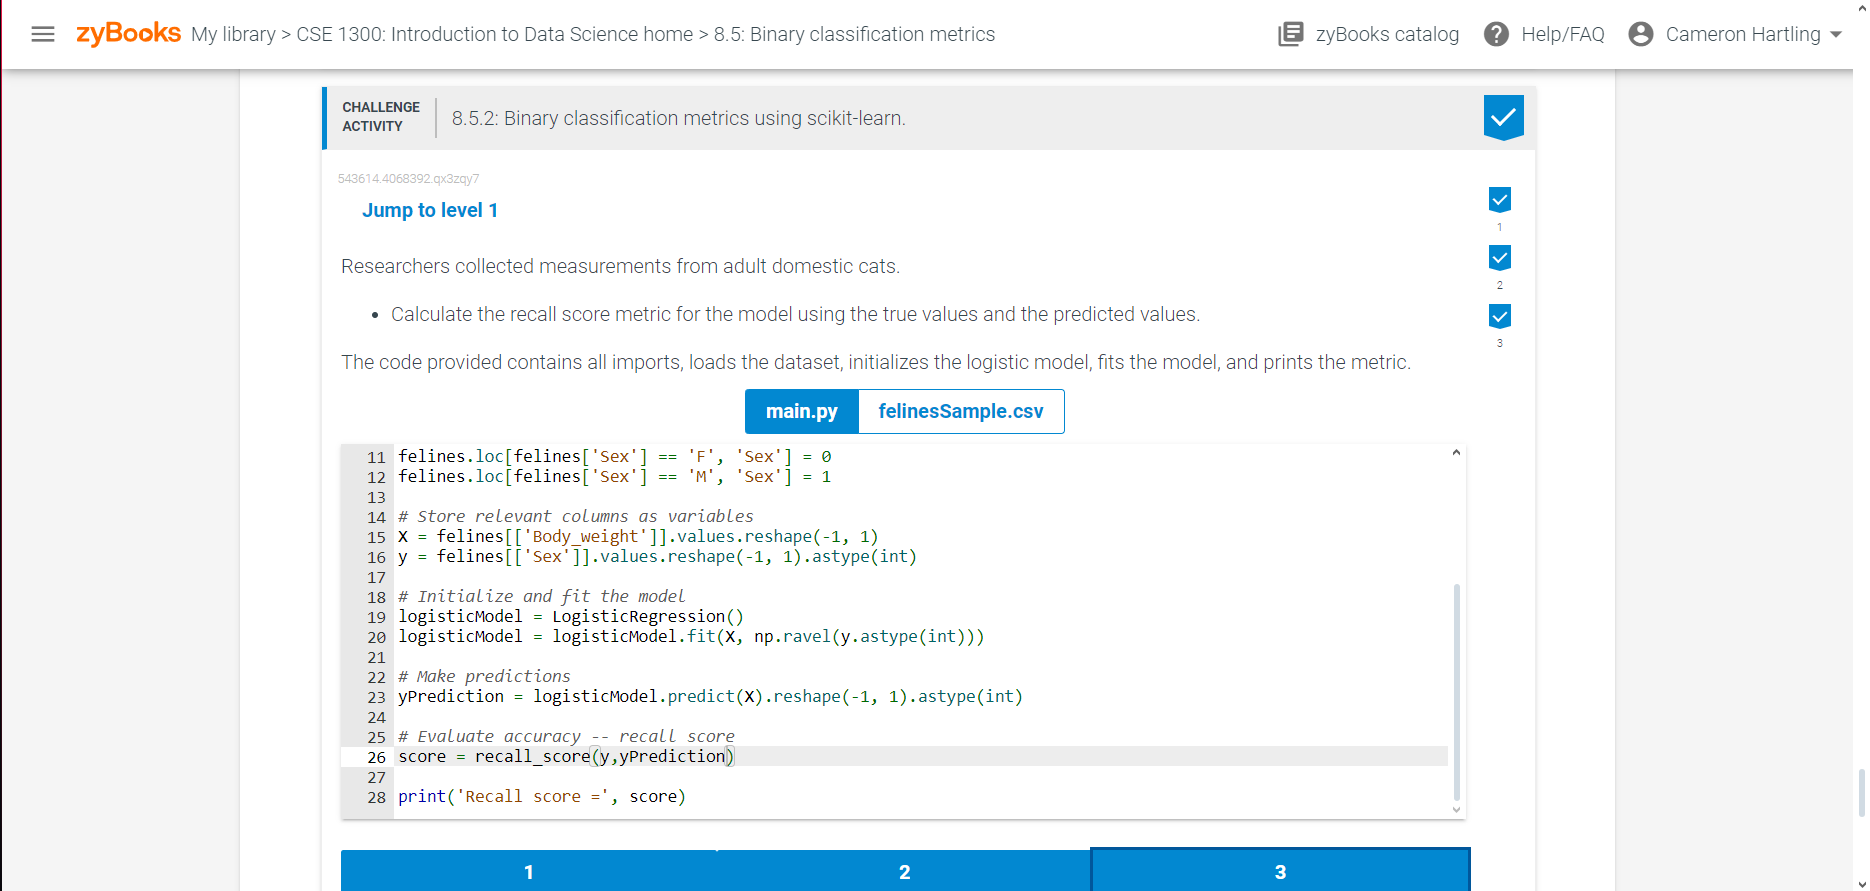 zyBooks My library > CSE 1300: Introduction to Data Science home > 8.5: Binary classification metrics zyBooks catalog Help/FAQ Cameron Hartling
CHALLENGE ACTIVITY 8.5.2: Binary classification metrics using scikit-learn.
543614.4068392.qx3zqy7
Jump to level 1
1
Researchers collected measurements from adult domestic cats.
2
• Calculate the recall score metric for the model using the true values and the predicted values.
3
The code provided contains all imports, loads the dataset, initializes the logistic model, fits the model, and prints the metric.
main.py felinesSample.csv
11 felines.loc[felines['Sex'] == 'F', 'Sex'] = 0
12 felines.loc[felines['Sex'] == 'M', 'Sex'] = 1
13
14 # Store relevant columns as variables
15 X = felines[['Body_weight']].values.reshape(-1, 1)
16 y = felines[['Sex']].values.reshape(-1, 1).astype(int)
17
18 # Initialize and fit the model
19 logisticModel = LogisticRegression()
20 logisticModel = logisticModel.fit(X, np.ravel(y.astype(int)))
21
22 # Make predictions
23 yPrediction = logisticModel.predict(X).reshape(-1, 1).astype(int)
24
25 # Evaluate accuracy -- recall score
26 score = recall_score(y,yPrediction)
27
28 print('Recall score =', score)
1 2 3